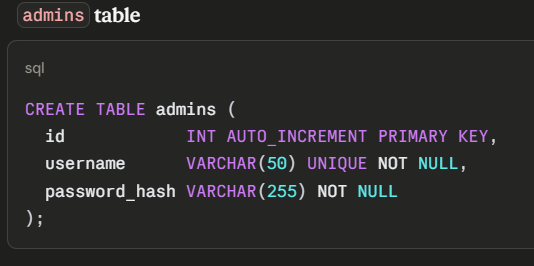 admins table
sql
CREATE TABLE admins (
  id            INT AUTO_INCREMENT PRIMARY KEY,
  username      VARCHAR(50) UNIQUE NOT NULL,
  password_hash VARCHAR(255) NOT NULL
);